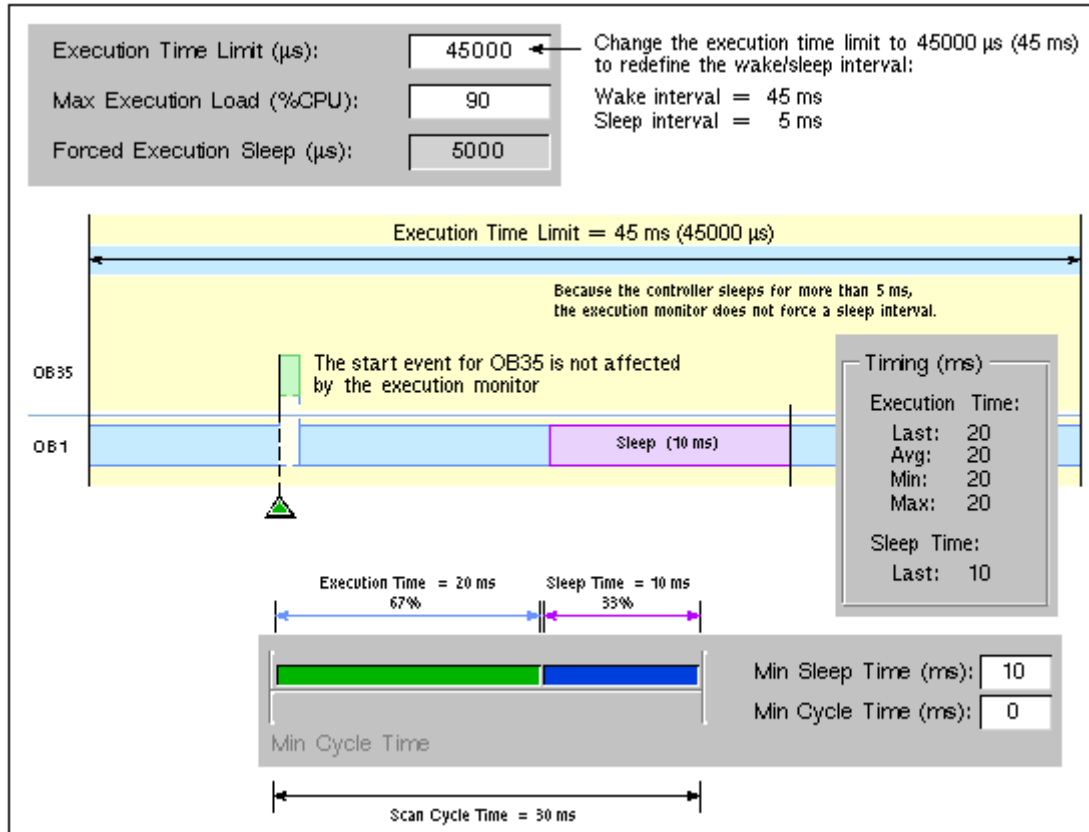 Execution Time Limit (µs): 45000
Max Execution Load (%CPU): 90
Forced Execution Sleep (µs): 5000
Change the execution time limit to 45000 µs (45 ms)
to redefine the wake/sleep interval:
Wake interval = 45 ms
Sleep interval = 5 ms
Execution Time Limit = 45 ms (45000 µs)
Because the controller sleeps for more than 5 ms,
the execution monitor does not force a sleep interval.
OB35
The start event for OB35 is not affected
by the execution monitor
OB1
Sleep (10 ms)
Timing (ms)
Execution Time:
Last: 20
Avg: 20
Min: 20
Max: 20
Sleep Time:
Last: 10
Execution Time = 20 ms
67%
Sleep Time = 10 ms
33%
Min Sleep Time (ms): 10
Min Cycle Time (ms): 0
Min Cycle Time
Scan Cycle Time = 30 ms